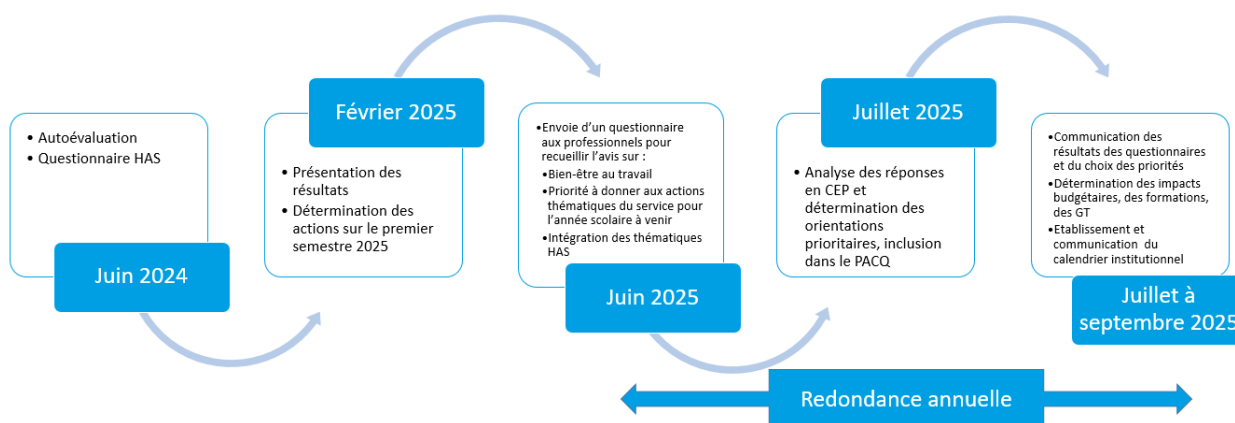 • Autoévaluation
• Questionnaire HAS
Juin 2024
Février 2025
• Présentation des
résultats
• Détermination des
actions sur le premier
semestre 2025
•Envoie d'un questionnaire
aux professionnels pour
recueillir l'avis sur :
•Bien-être au travail
•Priorité à donner aux actions
thématiques du service pour
l'année scolaire à venir
•Intégration des thématiques
HAS
Juin 2025
Juillet 2025
• Analyse des réponses
en CEP et
détermination des
orientations
prioritaires, inclusion
dans le PACQ
•Communication des
résultats des questionnaires
et du choix des priorités
•Détermination des impacts
budgétaires, des formations,
des GT
•Etablissement et
communication du
calendrier institutionnel
Juillet à
septembre 2025
Redondance annuelle